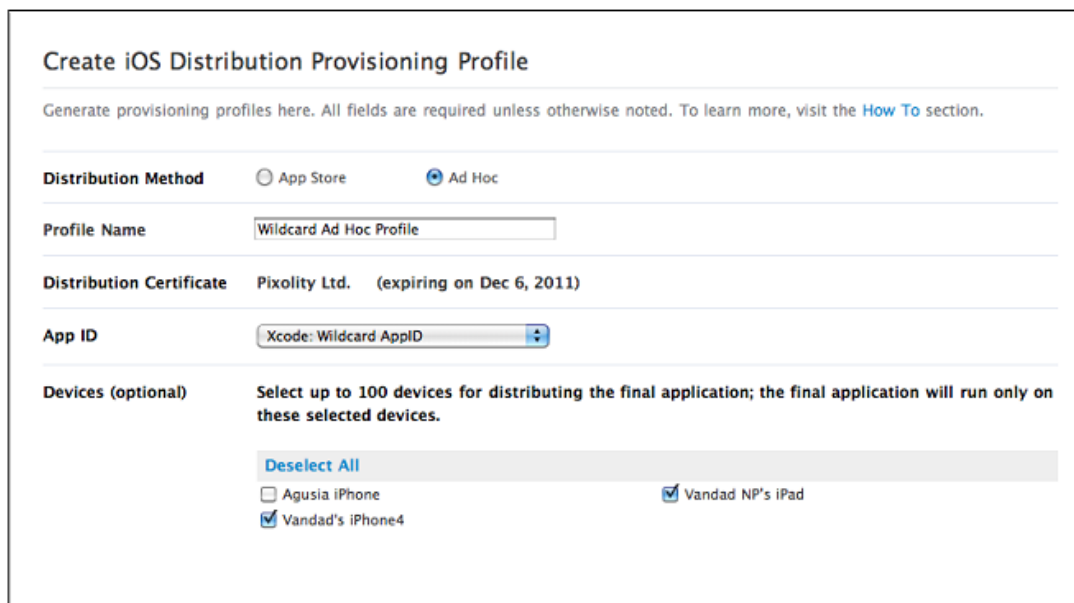 Create iOS Distribution Provisioning Profile
Generate provisioning profiles here. All fields are required unless otherwise noted. To learn more, visit the How To section.
Distribution Method App Store Ad Hoc
Profile Name Wildcard Ad Hoc Profile
Distribution Certificate Pixolity Ltd. (expiring on Dec 6, 2011)
App ID Xcode: Wildcard AppID
Devices (optional) Select up to 100 devices for distributing the final application; the final application will run only on
these selected devices.
Deselect All
Agusia iPhone Vandad NP's iPad
Vandad's iPhone4